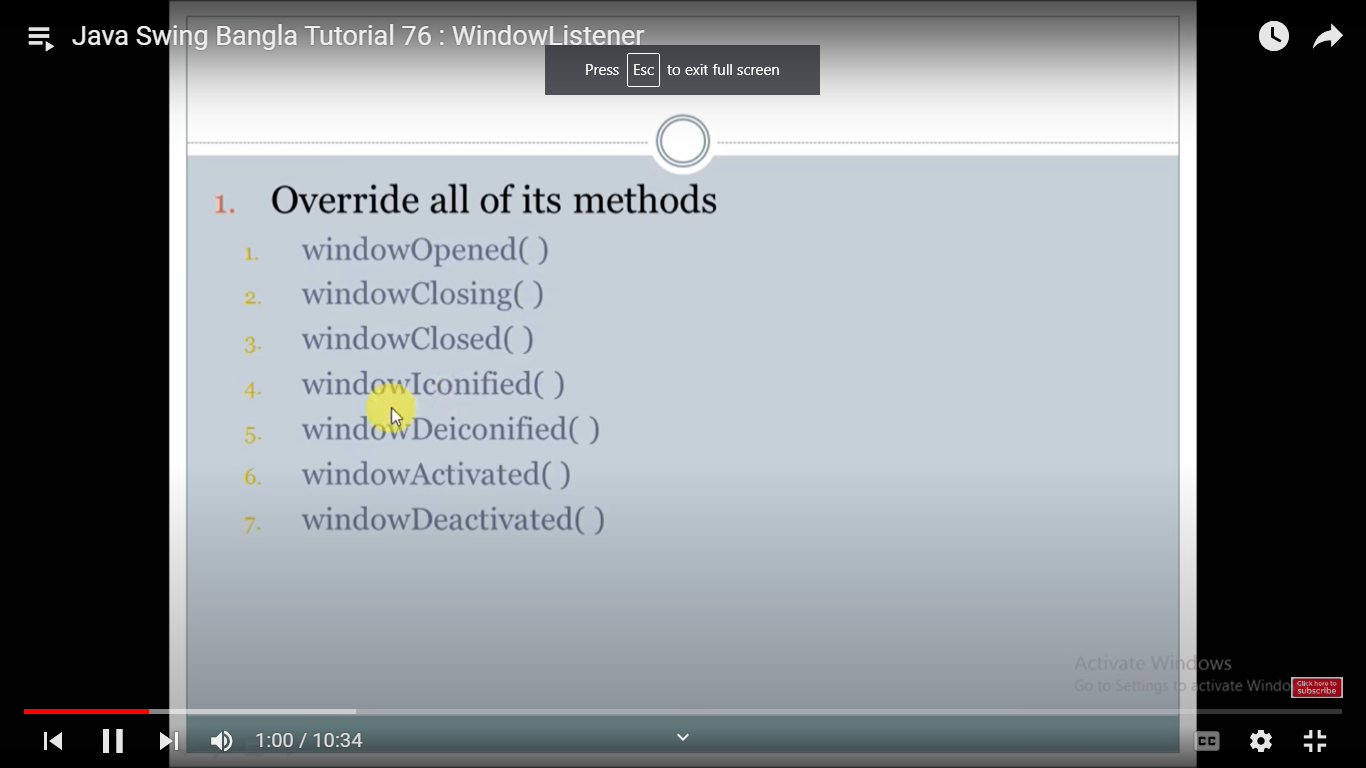 Java Swing Bangla Tutorial 76 : WindowListener
Press Esc to exit full screen
1. Override all of its methods
1. windowOpened( )
2. windowClosing( )
3. windowClosed( )
4. windowIconified( )
5. windowDeiconified( )
6. windowActivated( )
7. windowDeactivated( )
Activate Windows
Go to Settings to activate Windo
Click here to
subscribe
1:00 / 10:34
CC